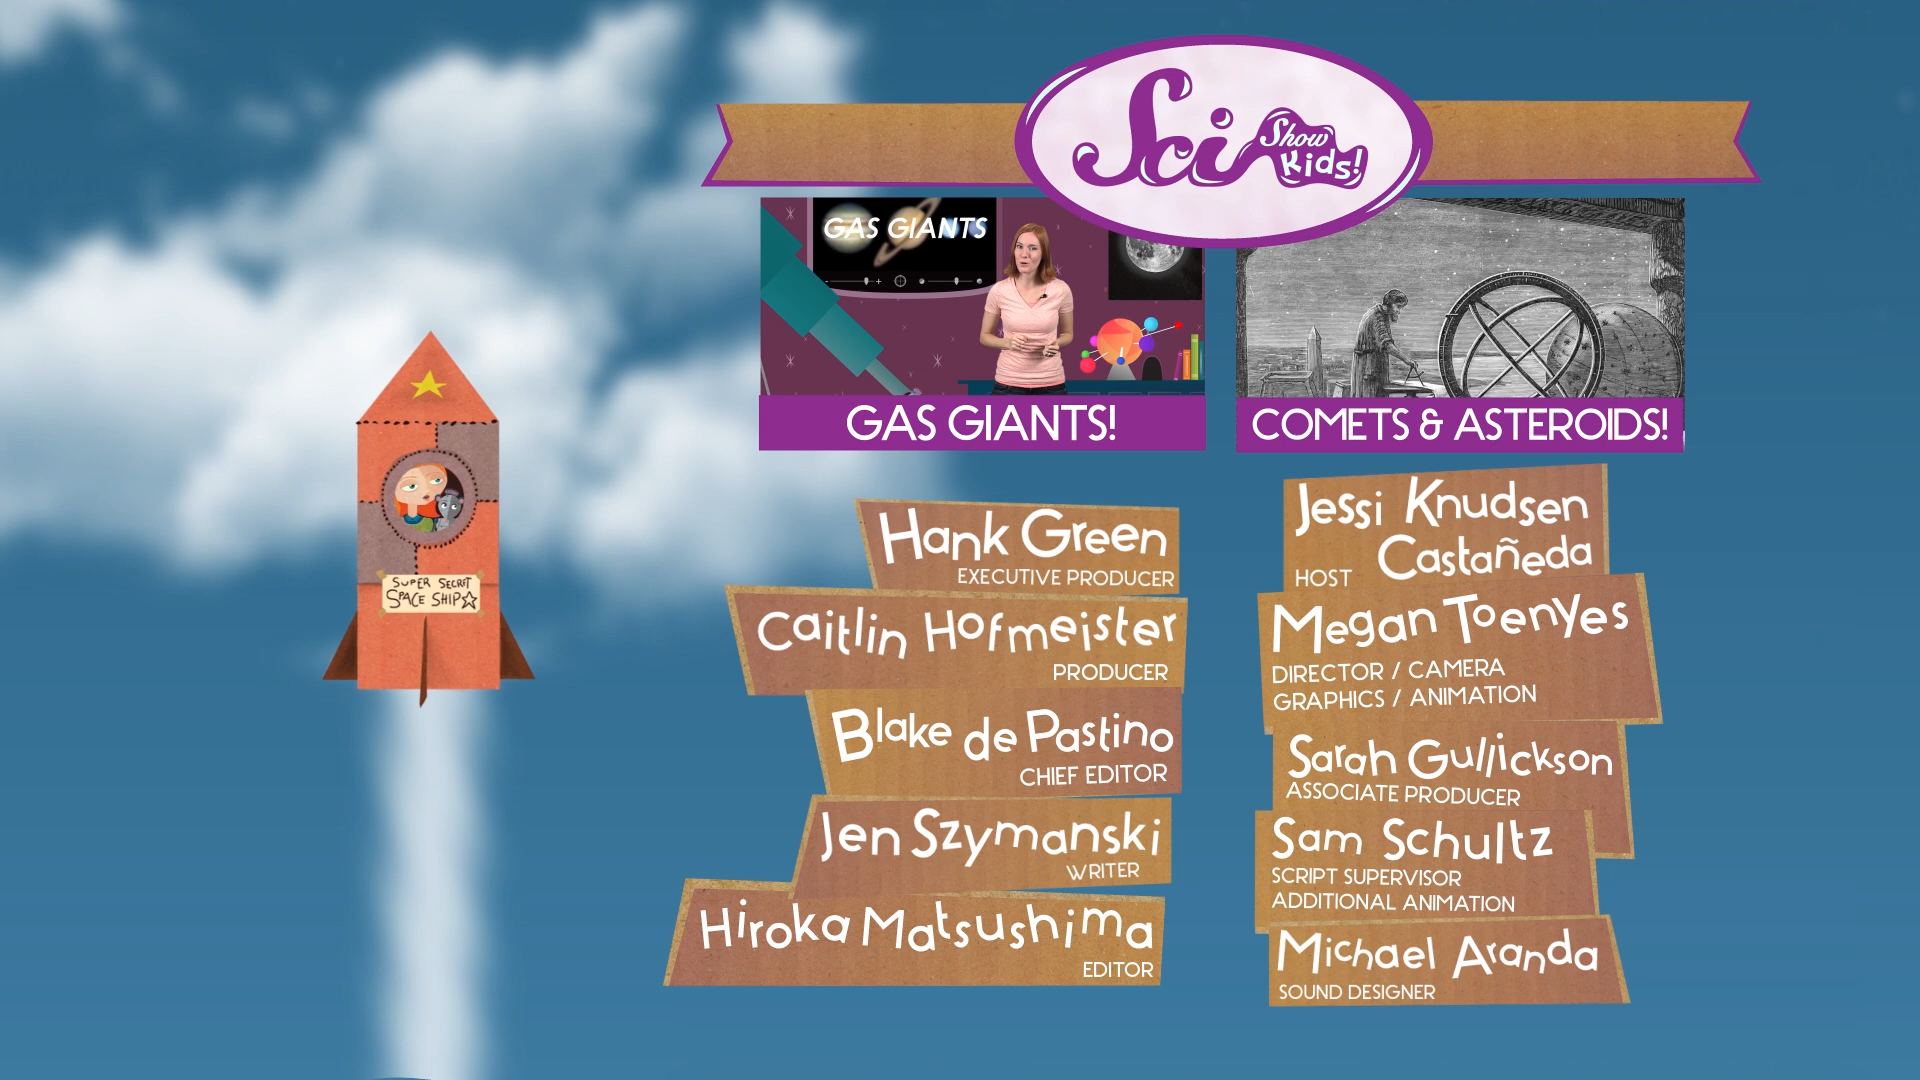 Sci Show Kids!
GAS GIANTS
GAS GIANTS!
COMETS & ASTEROIDS!
SUPER SECRET
SPACE SHIP
Hank Green
EXECUTIVE PRODUCER
Caitlin Hofmeister
PRODUCER
Blake de Pastino
CHIEF EDITOR
Jen Szymanski
WRITER
Hiroka Matsushima
EDITOR
Jessi Knudsen
Castañeda
HOST
Megan Toenyes
DIRECTOR / CAMERA
GRAPHICS / ANIMATION
Sarah Gullickson
ASSOCIATE PRODUCER
Sam Schultz
SCRIPT SUPERVISOR
ADDITIONAL ANIMATION
Michael Aranda
SOUND DESIGNER